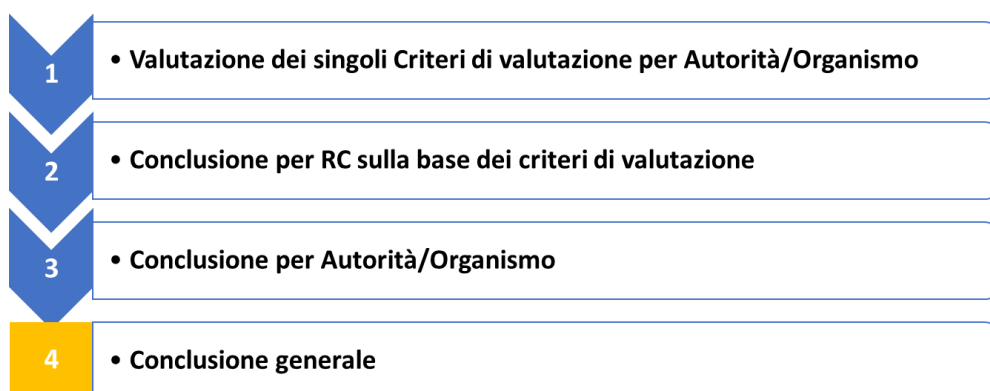 1 • Valutazione dei singoli Criteri di valutazione per Autorità/Organismo
2 • Conclusione per RC sulla base dei criteri di valutazione
3 • Conclusione per Autorità/Organismo
4 • Conclusione generale